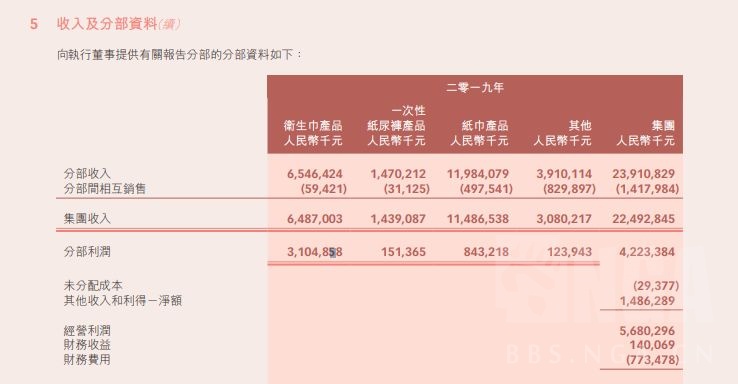 5 收入及分部資料(續)
向執行董事提供有關報告分部的分部資料如下：
二零一九年
一次性
衛生巾產品 紙尿褲產品 紙巾產品 其他 集團
人民幣千元 人民幣千元 人民幣千元 人民幣千元 人民幣千元
分部收入 6,546,424 1,470,212 11,984,079 3,910,114 23,910,829
分部間相互銷售 (59,421) (31,125) (497,541) (829,897) (1,417,984)
集團收入 6,487,003 1,439,087 11,486,538 3,080,217 22,492,845
分部利潤 3,104,858 151,365 843,218 123,943 4,223,384
未分配成本 (29,377)
其他收入和利得－淨額 1,486,289
經營利潤 5,680,296
財務收益 140,069
財務費用 (773,478)